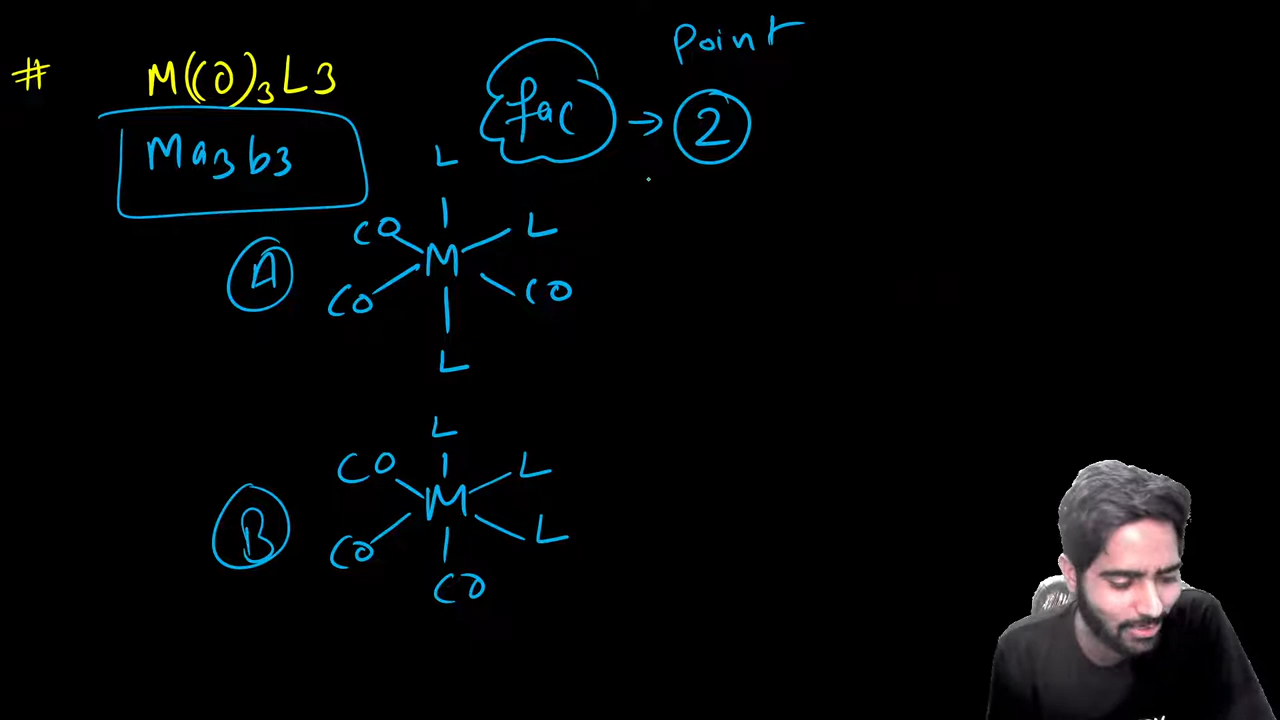 # M(CO)3L3
Ma3b3
fac → 2
Point
A
L
CO M L
CO CO
L
B
L
CO M L
CO L
CO